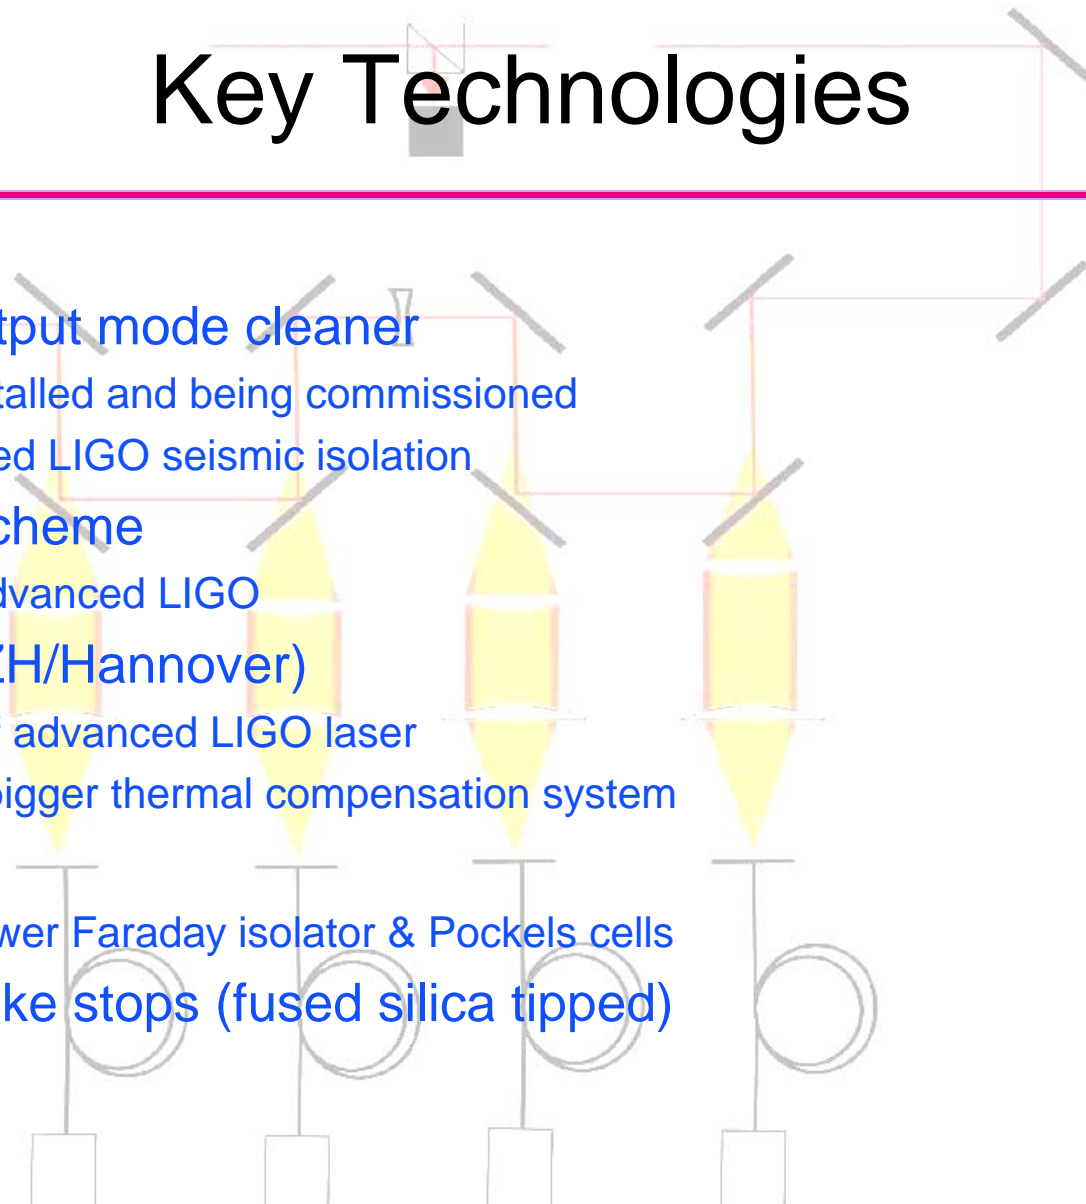 Key Technologies
tput mode cleaner
talled and being commissioned
ed LIGO seismic isolation
cheme
dvanced LIGO
ZH/Hannover)
f advanced LIGO laser
bigger thermal compensation system
wer Faraday isolator & Pockels cells
ke stops (fused silica tipped)